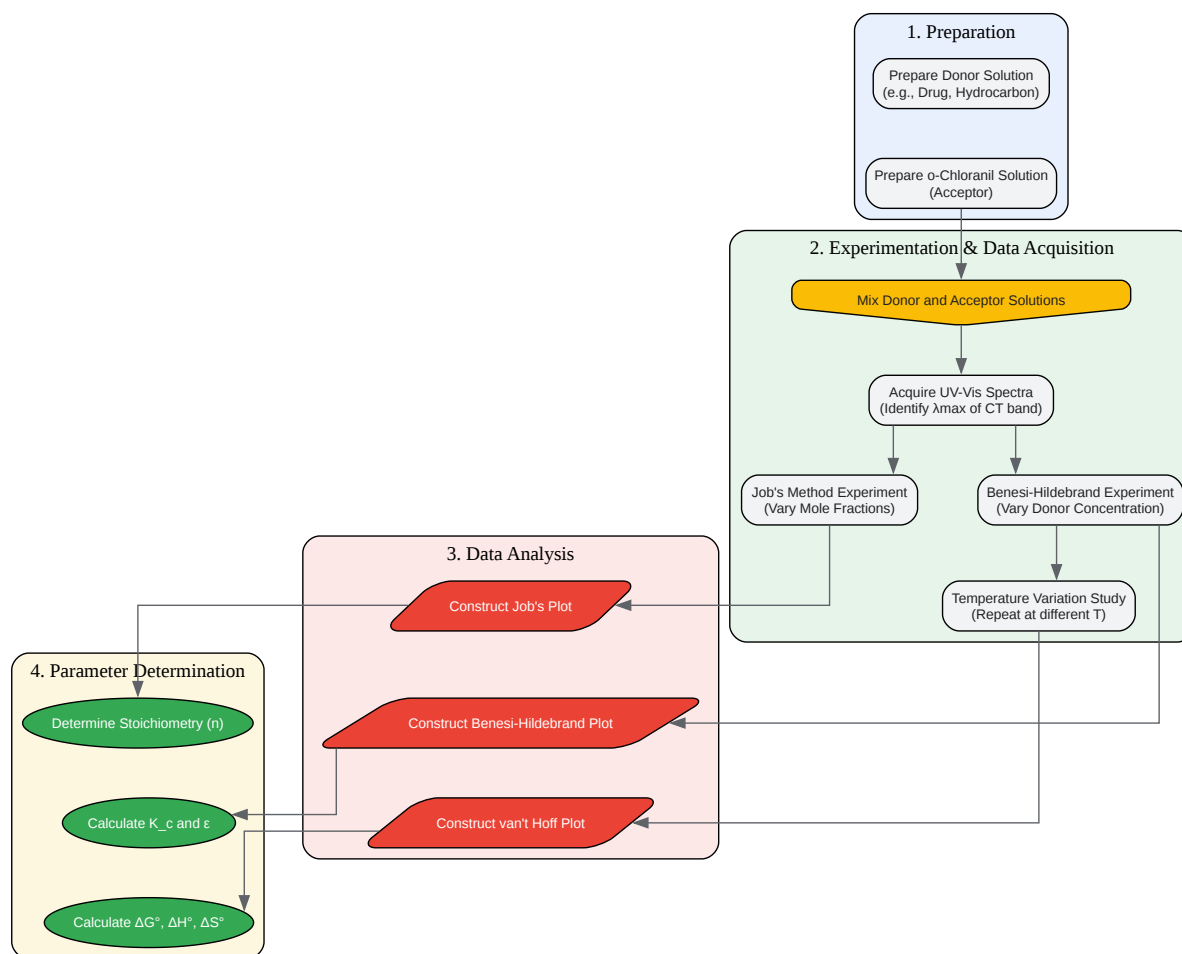 1. Preparation
Prepare Donor Solution
(e.g., Drug, Hydrocarbon)
Prepare o-Chloranil Solution
(Acceptor)
2. Experimentation & Data Acquisition
Mix Donor and Acceptor Solutions
Acquire UV-Vis Spectra
(Identify λmax of CT band)
Job's Method Experiment
(Vary Mole Fractions)
Benesi-Hildebrand Experiment
(Vary Donor Concentration)
Temperature Variation Study
(Repeat at different T)
3. Data Analysis
Construct Job's Plot
Construct Benesi-Hildebrand Plot
Construct van't Hoff Plot
4. Parameter Determination
Determine Stoichiometry (n)
Calculate K_c and ε
Calculate ΔG°, ΔH°, ΔS°